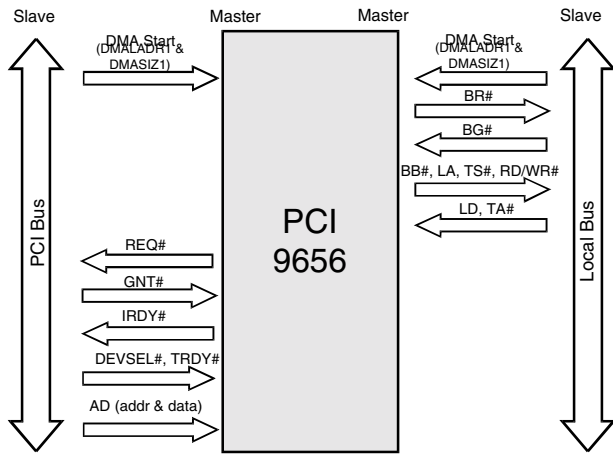 Slave
Master
Master
Slave
DMA Start
(DMALADR1 &
DMASIZ1)
DMA Start
(DMALADR1 &
DMASIZ1)
BR#
BG#
BB#, LA, TS#, RD/WR#
LD, TA#
PCI Bus
PCI
9656
Local Bus
REQ#
GNT#
IRDY#
DEVSEL#, TRDY#
AD (addr & data)